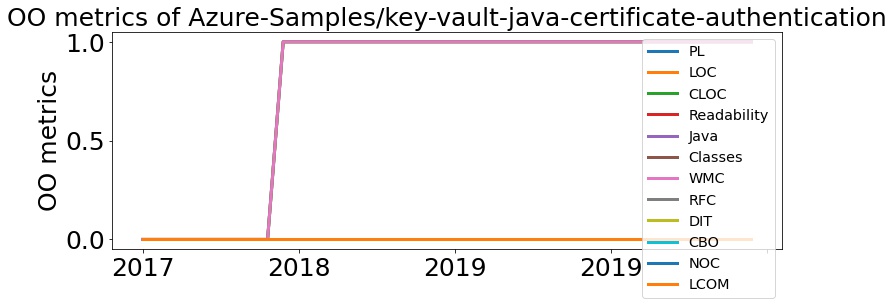 OO metrics of Azure-Samples/key-vault-java-certificate-authentication
1.0
0.5
0.0
OO metrics
2017
2018
2019
2019
PL
LOC
CLOC
Readability
Java
Classes
WMC
RFC
DIT
CBO
NOC
LCOM